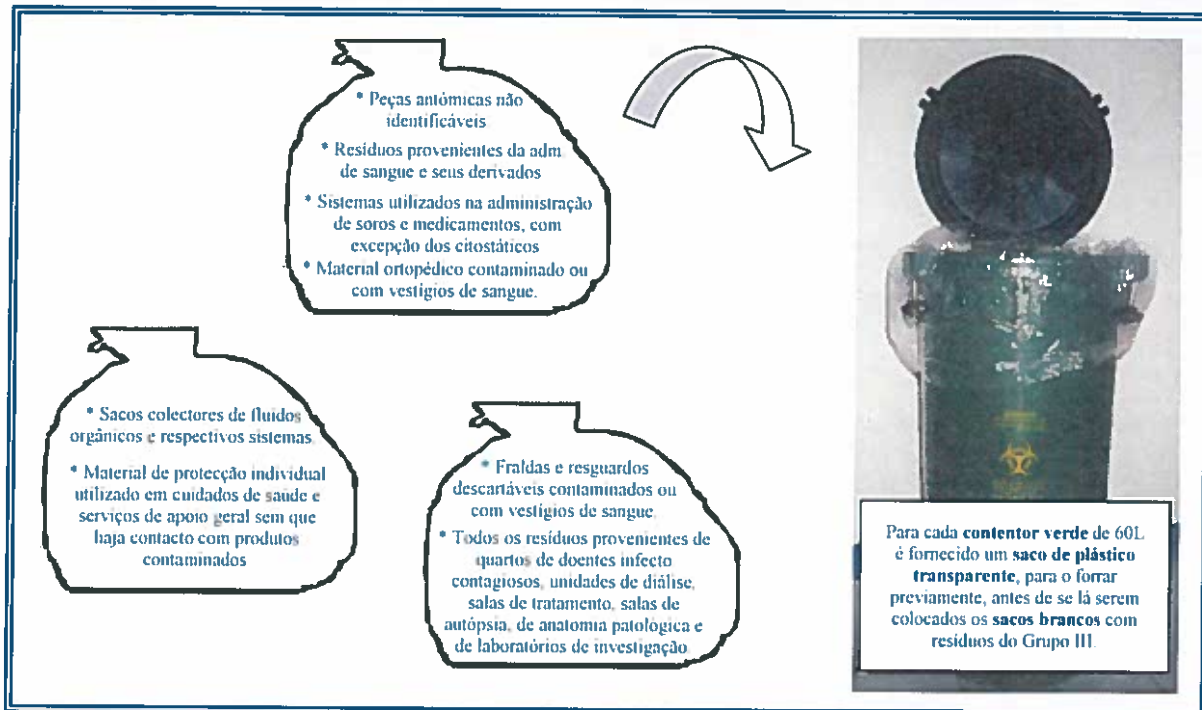 * Peças antómicas não
identificáveis
* Resíduos provenientes da adm.
de sangue e seus derivados
* Sistemas utilizados na administração
de soros e medicamentos, com
excepção dos citostáticos
* Material ortopédico contaminado ou
com vestígios de sangue.
* Sacos colectores de fluidos
orgânicos e respectivos sistemas.
* Material de protecção individual
utilizado em cuidados de saúde e
serviços de apoio geral sem que
haja contacto com produtos
contaminados
* Fraldas e resguardos
descartáveis contaminados ou
com vestígios de sangue.
* Todos os resíduos provenientes de
quartos de doentes infecto
contagiosos, unidades de diálise,
salas de tratamento, salas de
autópsia, de anatomia patológica e
de laboratórios de investigação.
Para cada contentor verde de 60L
é fornecido um saco de plástico
transparente, para o forrar
previamente, antes de se lá serem
colocados os sacos brancos com
resíduos do Grupo III.